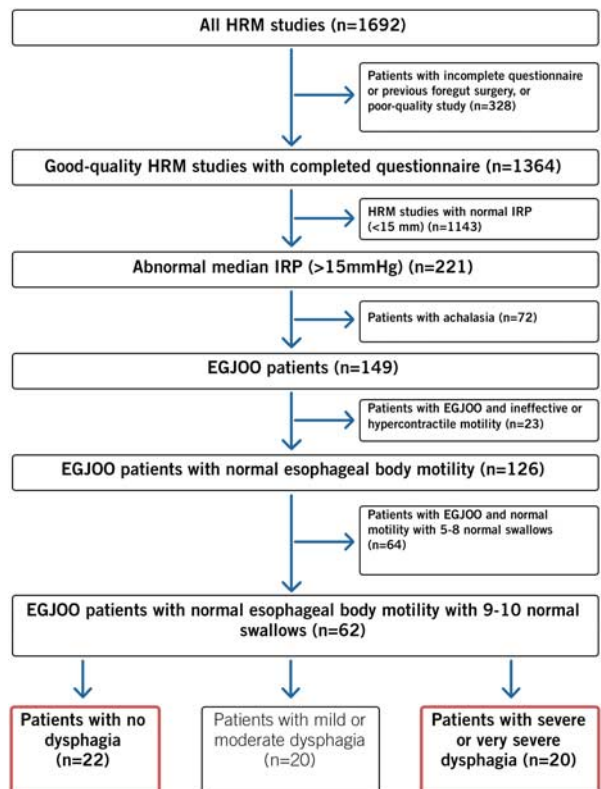 All HRM studies (n=1692)
Patients with incomplete questionnaire
or previous foregut surgery, or
poor-quality study (n=328)
Good-quality HRM studies with completed questionnaire (n=1364)
HRM studies with normal IRP
(<15 mm) (n=1143)
Abnormal median IRP (>15mmHg) (n=221)
Patients with achalasia (n=72)
EGJOO patients (n=149)
Patients with EGJOO and ineffective or
hypercontractile motility (n=23)
EGJOO patients with normal esophageal body motility (n=126)
Patients with EGJOO and normal
motility with 5-8 normal swallows
(n=64)
EGJOO patients with normal esophageal body motility with 9-10 normal
swallows (n=62)
Patients with no
dysphagia
(n=22)
Patients with mild or
moderate dysphagia
(n=20)
Patients with severe
or very severe
dysphagia (n=20)